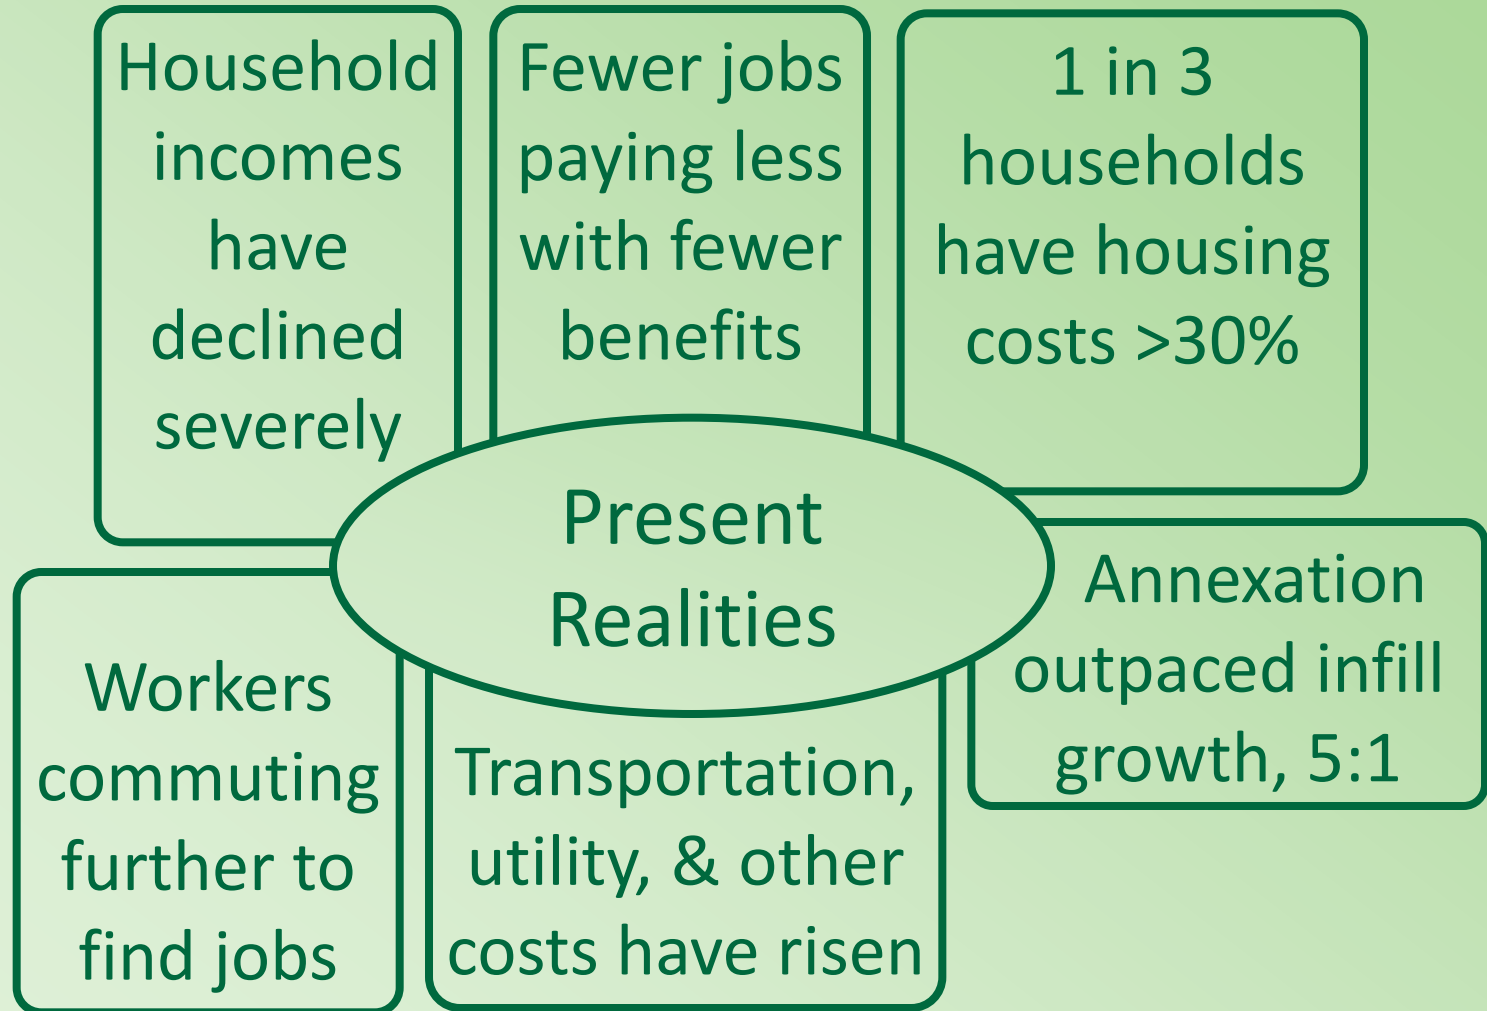 Household
incomes
have
declined
severely
Fewer jobs
paying less
with fewer
benefits
1 in 3
households
have housing
costs >30%
Present
Realities
Workers
commuting
further to
find jobs
Transportation,
utility, & other
costs have risen
Annexation
outpaced infill
growth, 5:1